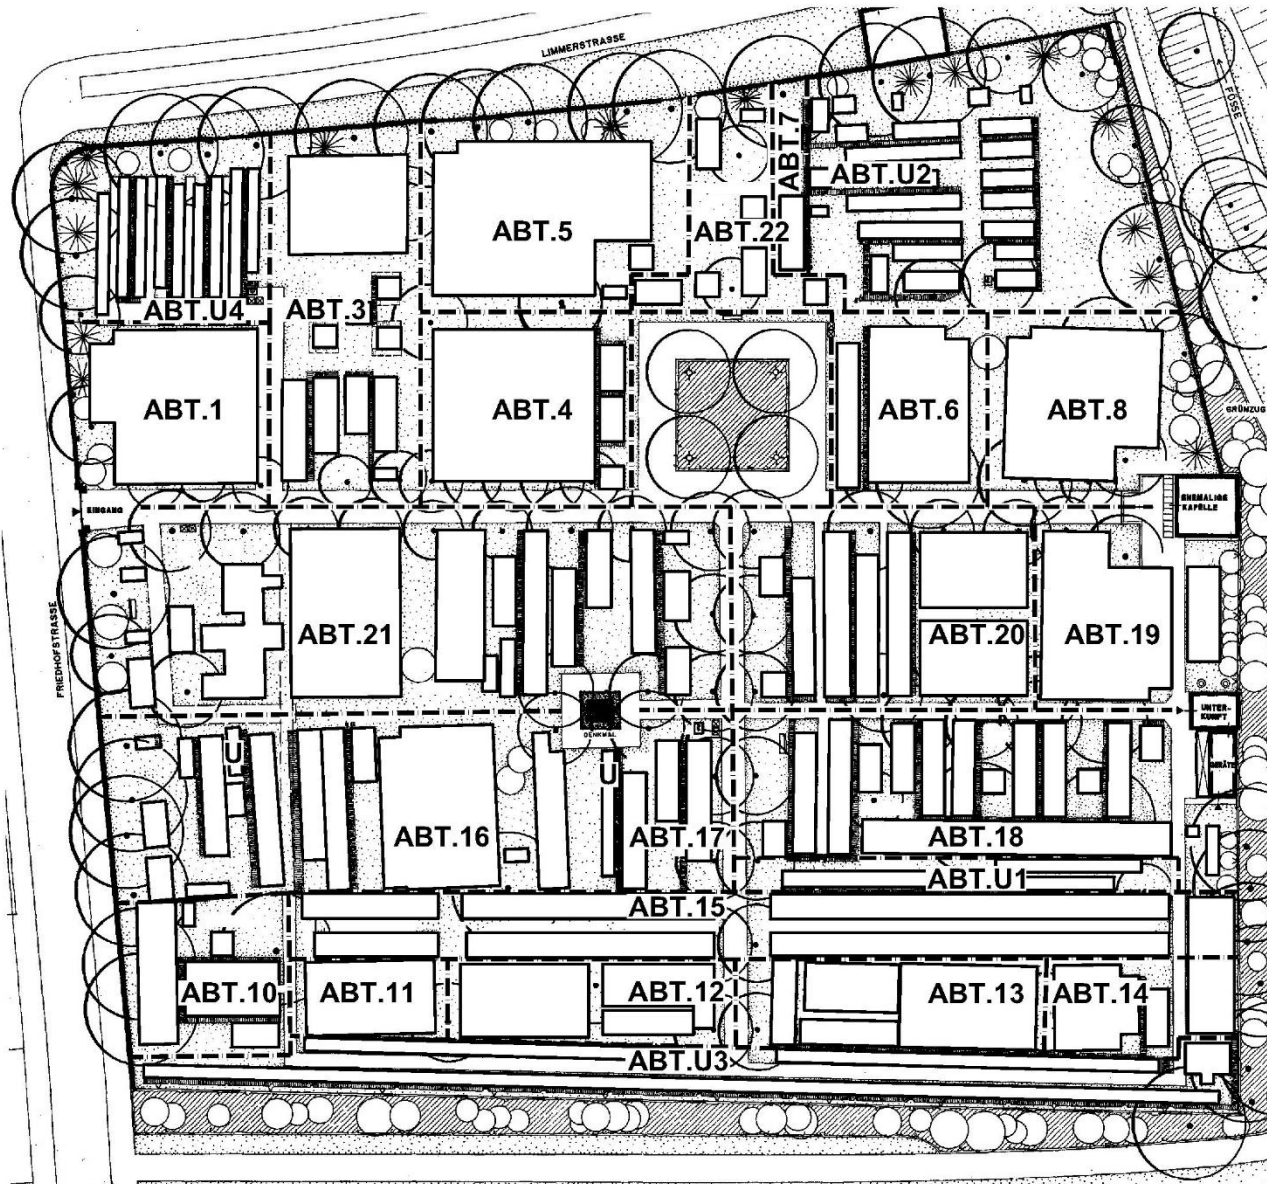 LIMMERSTRASSE
FÖSSE
ABT.7
ABT.U2
ABT.5
ABT.22
ABT.U4
ABT.3
ABT.1
ABT.4
ABT.6
ABT.8
GRÜNZUG
EINGANG
EHEMALIGE
KAPELLE
FRIEDHOFSTRASSE
ABT.21
ABT.20
ABT.19
UNTER-
KUNFT
DENKMAL
U
U
GERÄTE
ABT.16
ABT.17
ABT.18
ABT.U1
ABT.15
ABT.10
ABT.11
ABT.12
ABT.13
ABT.14
ABT.U3